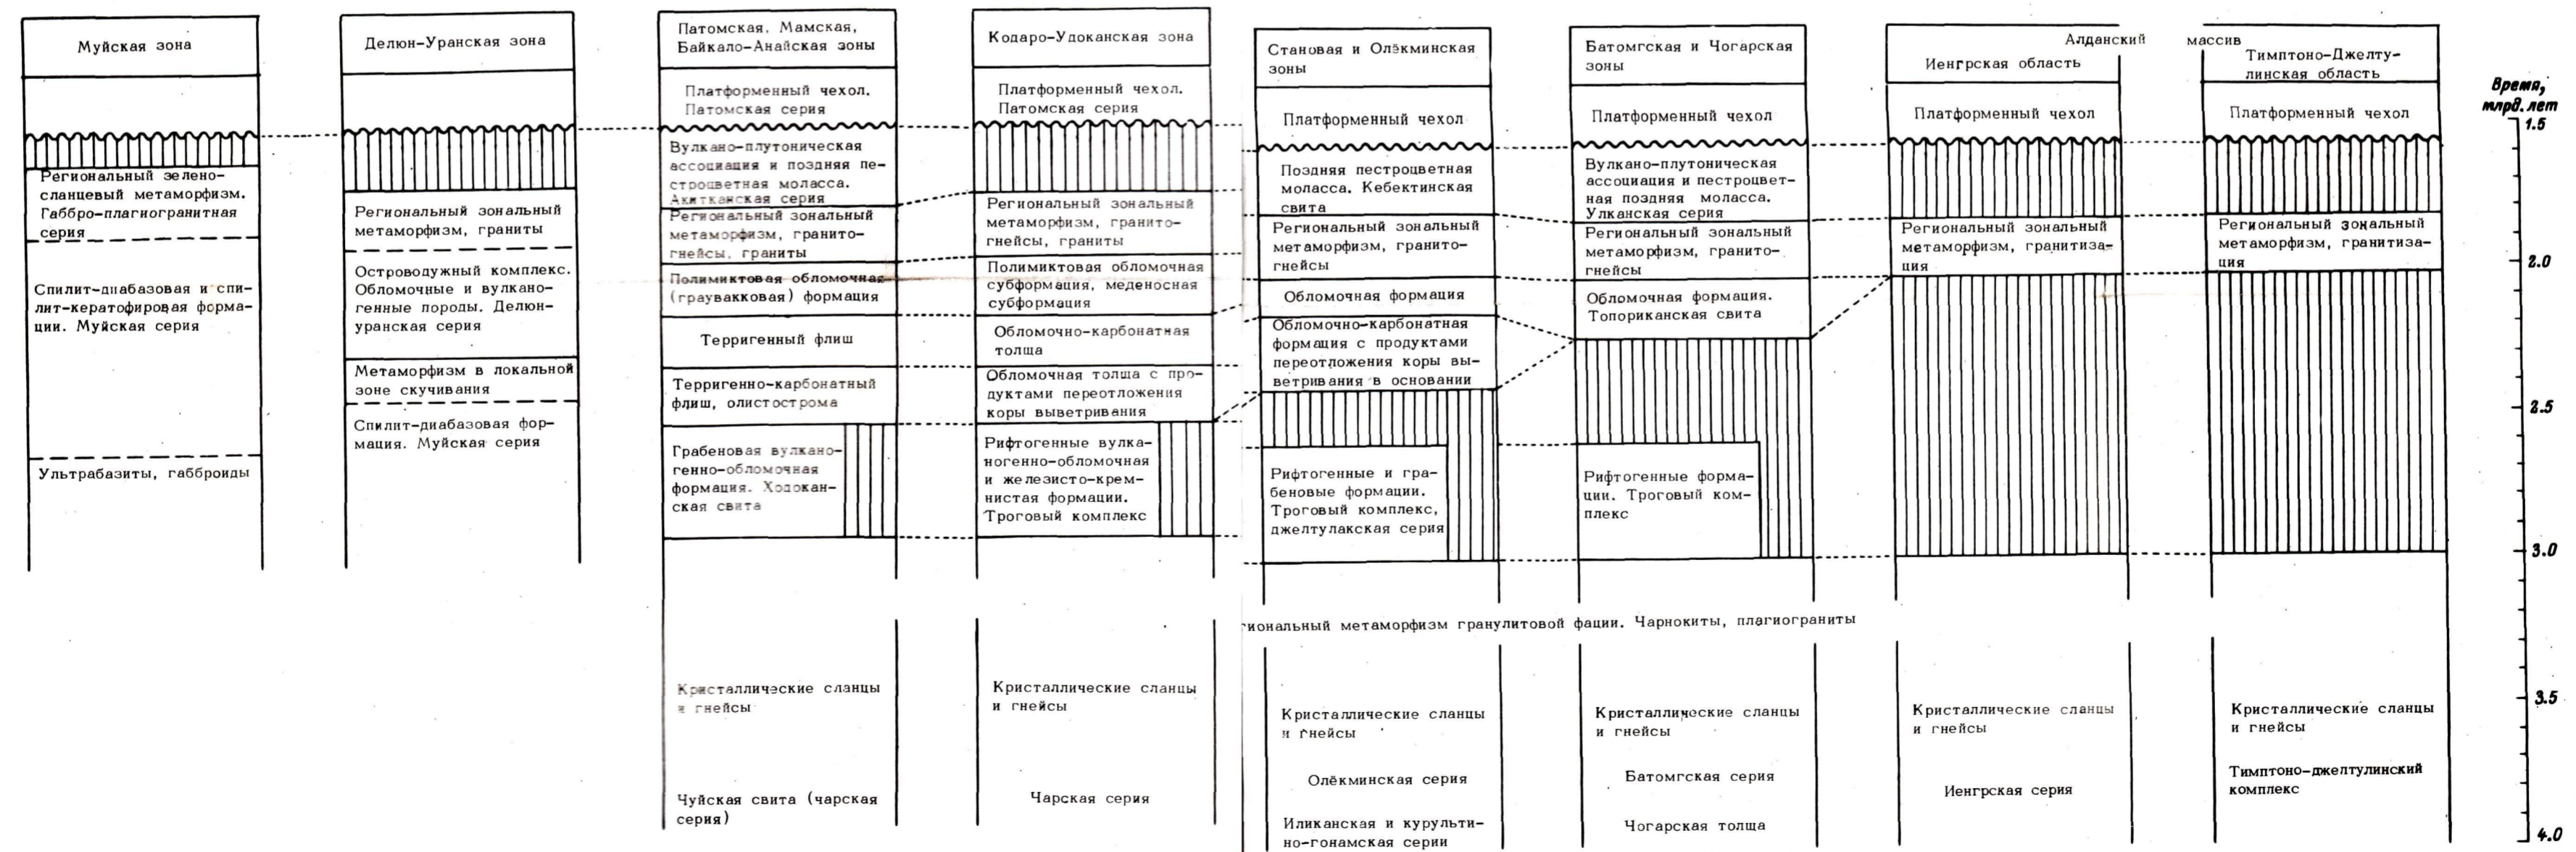 Муйская зона
Региональный зелено-
сланцевый метаморфизм.
Габбро-плагиогранитная
серия
Спилит-диабазовая и спи-
лит-кератофировая форма-
ции. Муйская серия
Ультрабазиты, габброиды
Делюн-Уранская зона
Региональный зональный
метаморфизм, граниты
Островодужный комплекс.
Обломочные и вулкано-
генные породы. Делюн-
уранская серия
Метаморфизм в локальной
зоне скучивания
Спилит-диабазовая фор-
мация. Муйская серия
Патомская, Мамская,
Байкало-Анайская зоны
Платформенный чехол.
Патомская серия
Вулкано-плутоническая
ассоциация и поздняя пе-
строцветная моласса.
Акитканская серия
Региональный зональный
метаморфизм, гранито-
гнейсы, граниты
Полимиктовая обломочная
(граувакковая) формация
Терригенный флиш
Терригенно-карбонатный
флиш, олистострома
Грабеновая вулкано-
генно-обломочная
формация. Ходокан-
ская свита
Кристаллические сланцы
и гнейсы
Чуйская свита (чарская
серия)
Кодаро-Удоканская зона
Платформенный чехол.
Патомская серия
Региональный зональный
метаморфизм, гранито-
гнейсы, граниты
Полимиктовая обломочная
субформация, меденосная
субформация
Обломочно-карбонатная
толща
Обломочная толща с про-
дуктами переотложения
коры выветривания
Рифтогенные вулка-
ногенно-обломочная
и железисто-крем-
нистая формации.
Троговый комплекс
Кристаллические сланцы
и гнейсы
Чарская серия
Становая и Олёкминская
зоны
Платформенный чехол
Поздняя пестроцветная
моласса. Кебектинская
свита
Региональный зональный
метаморфизм, гранито-
гнейсы
Обломочная формация
Обломочно-карбонатная
формация с продуктами
переотложения коры вы-
ветривания в основании
Рифтогенные и гра-
беновые формации.
Троговый комплекс,
джелтулакская серия
гиональный метаморфизм гранулитовой фации. Чарнокиты, плагиограниты
Кристаллические сланцы
и гнейсы
Олёкминская серия
Иликанская и курульти-
но-гонамская серии
Батомгская и Чогарская
зоны
Платформенный чехол
Вулкано-плутоническая
ассоциация и пестроцвет-
ная поздняя моласса.
Улканская серия
Региональный зональный
метаморфизм, гранито-
гнейсы
Обломочная формация.
Топориканская свита
Рифтогенные форма-
ции. Троговый ком-
плекс
Кристаллические сланцы
и гнейсы
Батомгская серия
Чогарская толща
Алданский массив
Иенгрская область
Платформенный чехол
Региональный зональный
метаморфизм, гранитиза-
ция
Кристаллические сланцы
и гнейсы
Иенгрская серия
Тимптоно-Джелту-
линская область
Платформенный чехол
Региональный зональный
метаморфизм, гранитиза-
ция
Кристаллические сланцы
и гнейсы
Тимптоно-джелтулинский
комплекс
Время,
млрд. лет
1.5
2.0
2.5
3.0
3.5
4.0